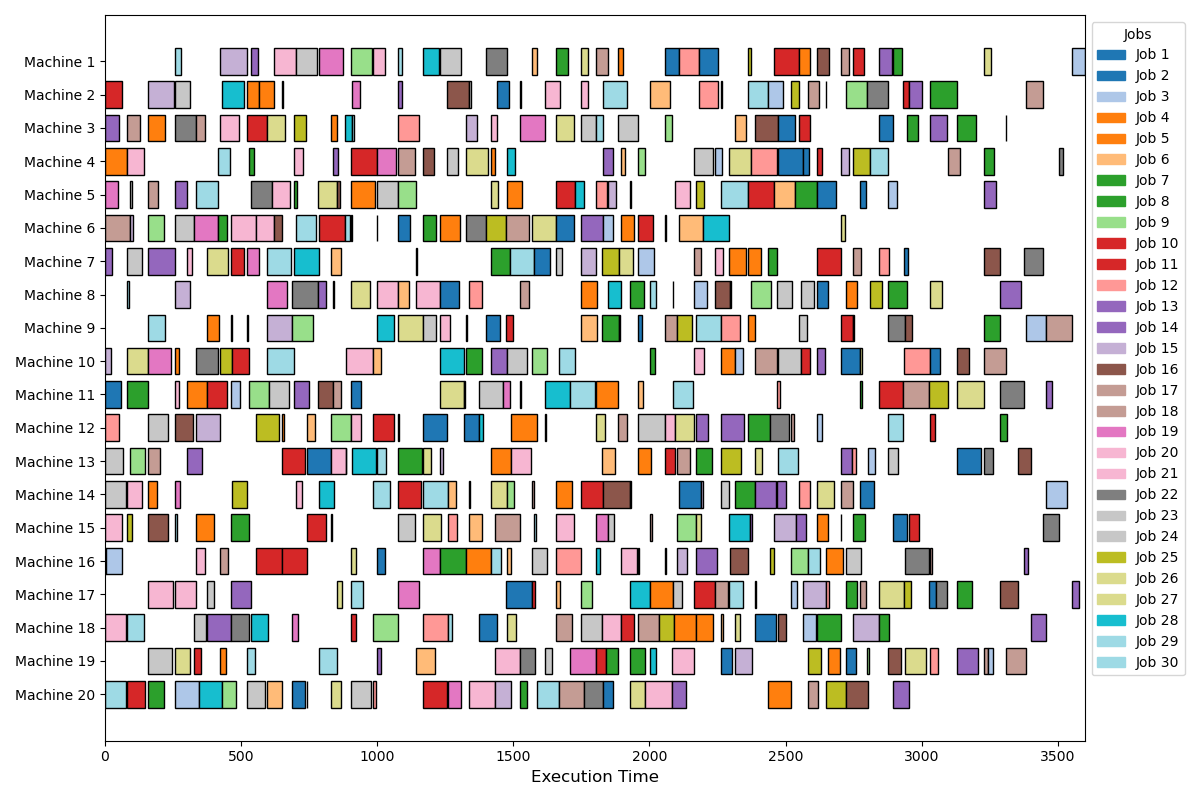 Jobs
Machine 1
Machine 2
Machine 3
Machine 4
Machine 5
Machine 6
Machine 7
Machine 8
Machine 9
Machine 10
Machine 11
Machine 12
Machine 13
Machine 14
Machine 15
Machine 16
Machine 17
Machine 18
Machine 19
Machine 20
Job 1
Job 2
Job 3
Job 4
Job 5
Job 6
Job 7
Job 8
Job 9
Job 10
Job 11
Job 12
Job 13
Job 14
Job 15
Job 16
Job 17
Job 18
Job 19
Job 20
Job 21
Job 22
Job 23
Job 24
Job 25
Job 26
Job 27
Job 28
Job 29
Job 30
0 500 1000 1500 2000 2500 3000 3500
Execution Time